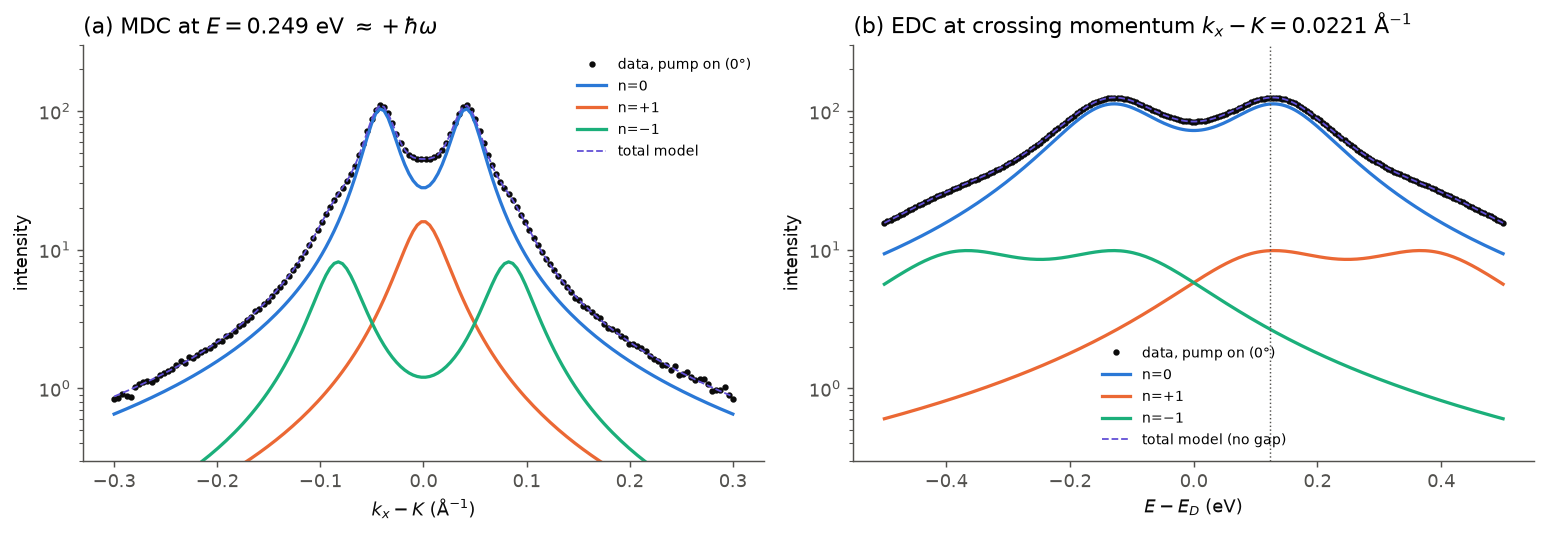 (a) MDC at E = 0.249 eV ≈ + ℏω
intensity
10²
10¹
10⁰
data, pump on (0°)
n=0
n=+1
n=−1
total model
−0.3
−0.2
−0.1
0.0
0.1
0.2
0.3
kₓ − K (Å⁻¹)
(b) EDC at crossing momentum kₓ − K = 0.0221 Å⁻¹
intensity
10²
10¹
10⁰
data, pump on (0°)
n=0
n=+1
n=−1
total model (no gap)
−0.4
−0.2
0.0
0.2
0.4
E − E_D (eV)